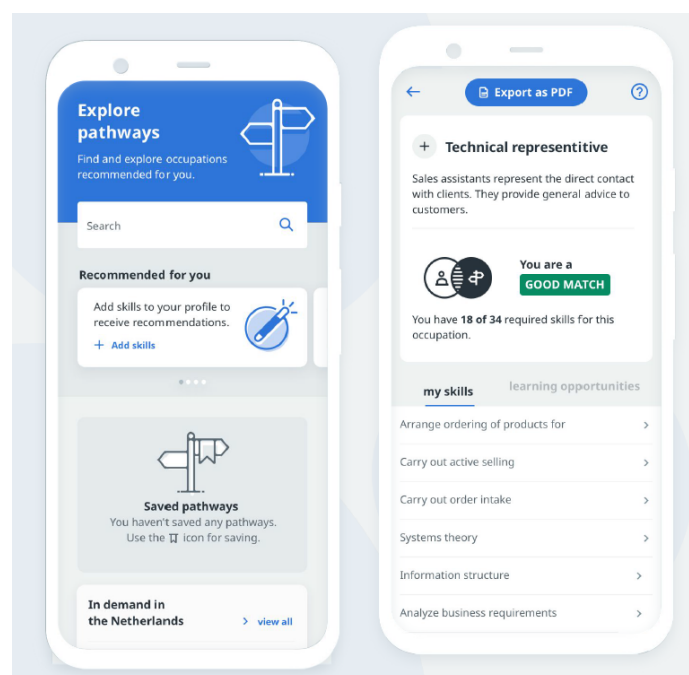 Explore
pathways
Find and explore occupations
recommended for you.
Search
Recommended for you
Add skills to your profile to
receive recommendations.
+ Add skills
Saved pathways
You haven't saved any pathways.
Use the icon for saving.
In demand in
the Netherlands
> view all
Export as PDF
?
+ Technical representitive
Sales assistants represent the direct contact
with clients. They provide general advice to
customers.
You are a
GOOD MATCH
You have 18 of 34 required skills for this
occupation.
my skills
learning opportunities
Arrange ordering of products for
Carry out active selling
Carry out order intake
Systems theory
Information structure
Analyze business requirements